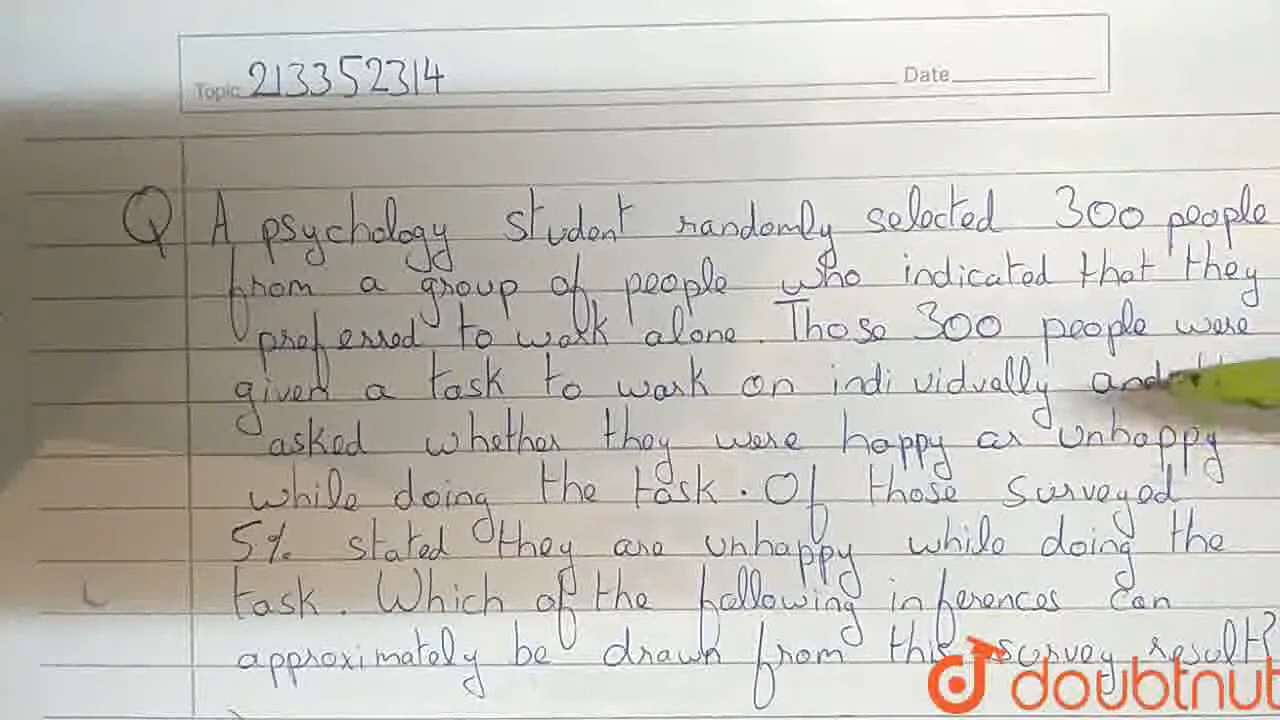 Topic 213352314 Date
Q A psychology student randomly selected 300 people
from a group of people who indicated that they
preferred to work alone. Those 300 people were
given a task to work on individually and
asked whether they were happy or unhappy
while doing the task. Of those surveyed
5% stated they are unhappy while doing the
task. Which of the following inferences can
approximately be drawn from this survey result?
doubtnut